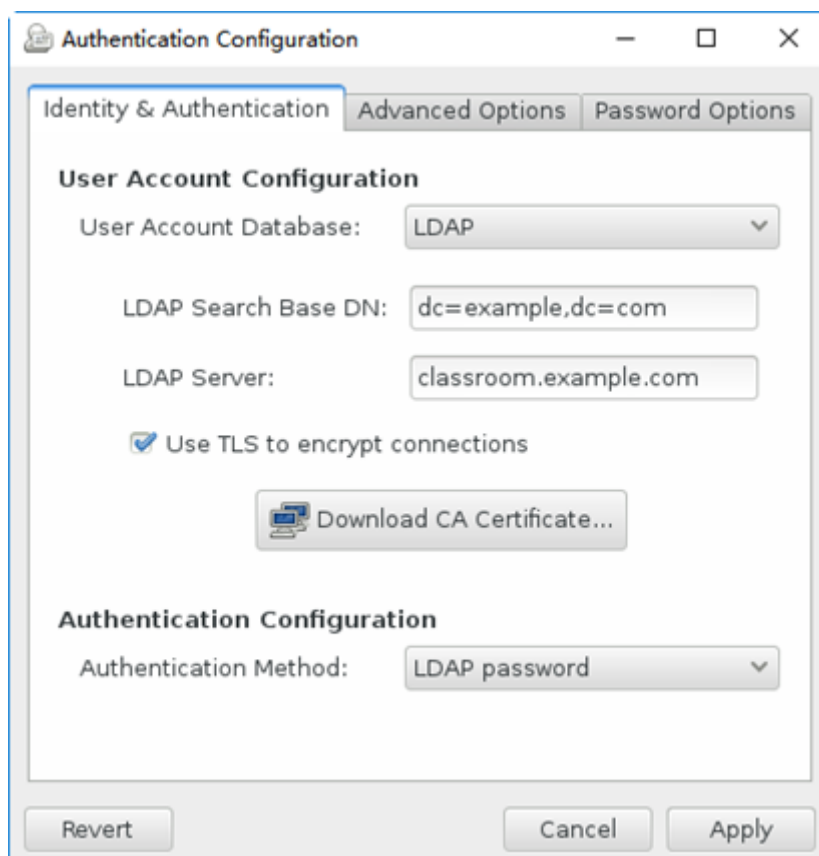 Authentication Configuration
Identity & Authentication
Advanced Options
Password Options
User Account Configuration
User Account Database: LDAP
LDAP Search Base DN: dc=example,dc=com
LDAP Server: classroom.example.com
Use TLS to encrypt connections
Download CA Certificate...
Authentication Configuration
Authentication Method: LDAP password
Revert
Cancel
Apply